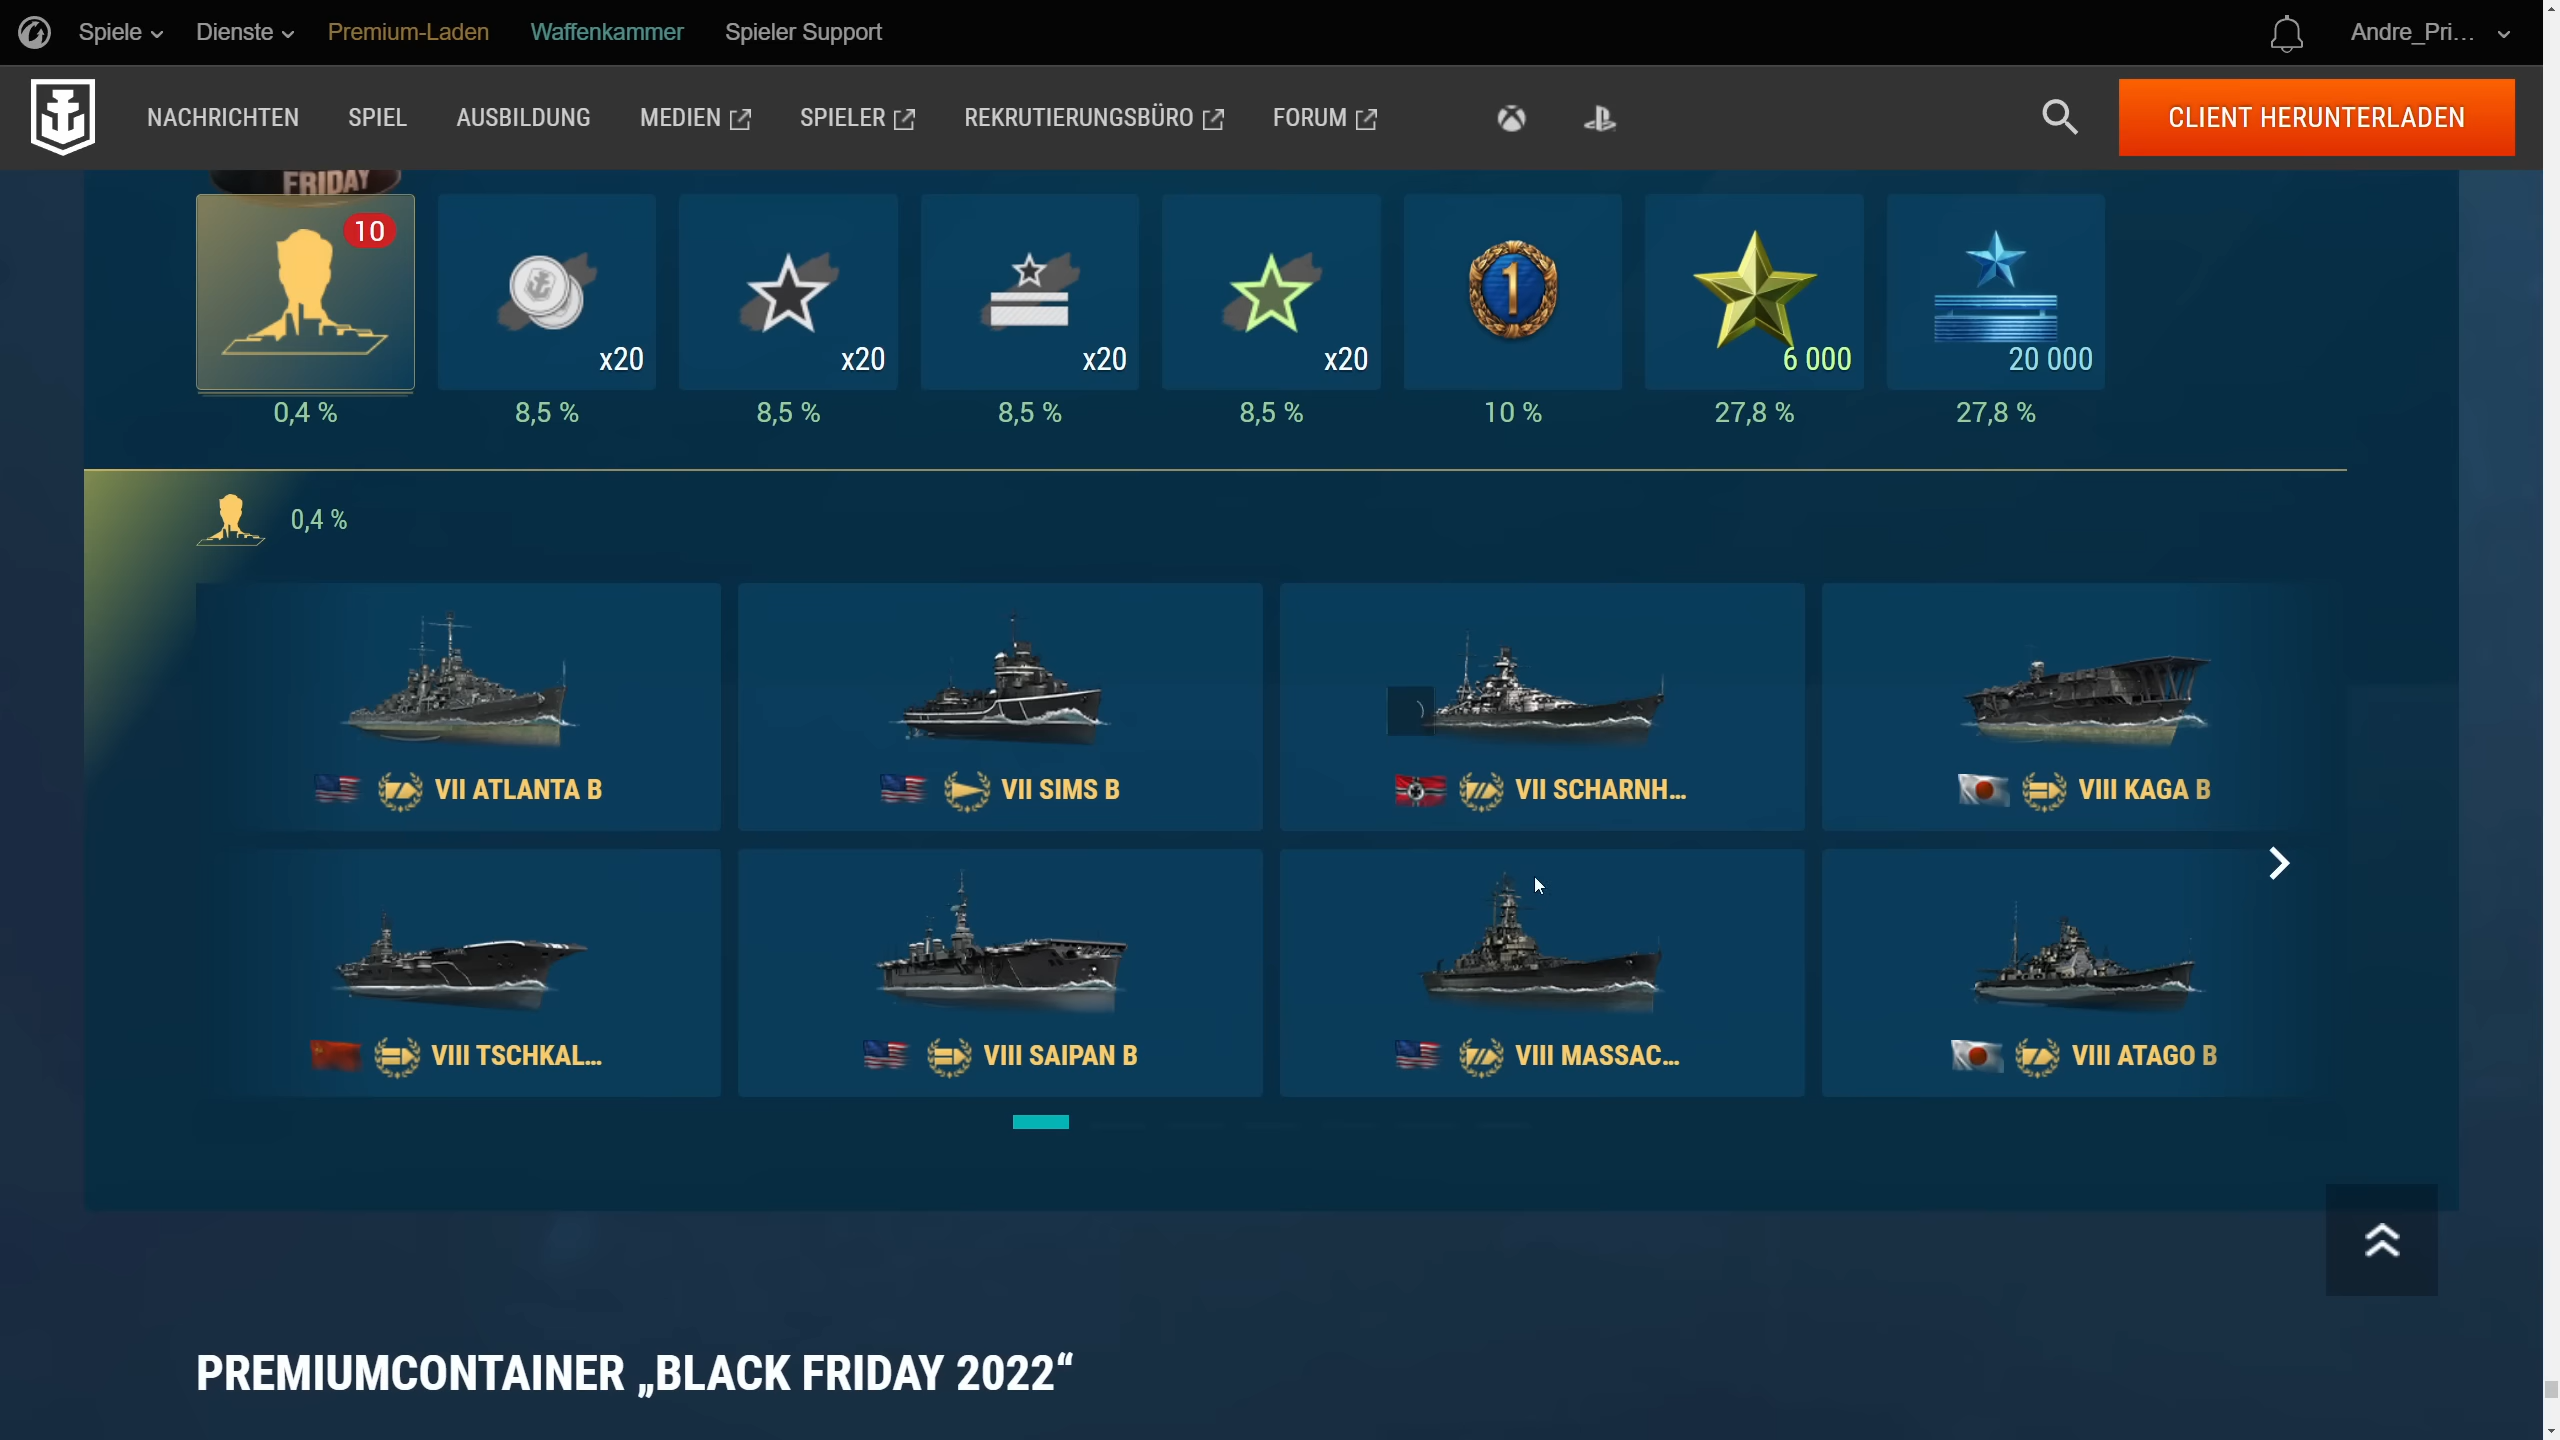 Spiele Dienste Premium-Laden Waffenkammer Spieler Support Andre_Pri...
NACHRICHTEN SPIEL AUSBILDUNG MEDIEN SPIELER REKRUTIERUNGSBÜRO FORUM CLIENT HERUNTERLADEN
FRIDAY
10 x20 x20 x20 x20 1 6 000 20 000
0,4 % 8,5 % 8,5 % 8,5 % 8,5 % 10 % 27,8 % 27,8 %
0,4 %
VII ATLANTA B VII SIMS B VII SCHARNH... VIII KAGA B
VIII TSCHKAL... VIII SAIPAN B VIII MASSAC... VIII ATAGO B
PREMIUMCONTAINER „BLACK FRIDAY 2022“